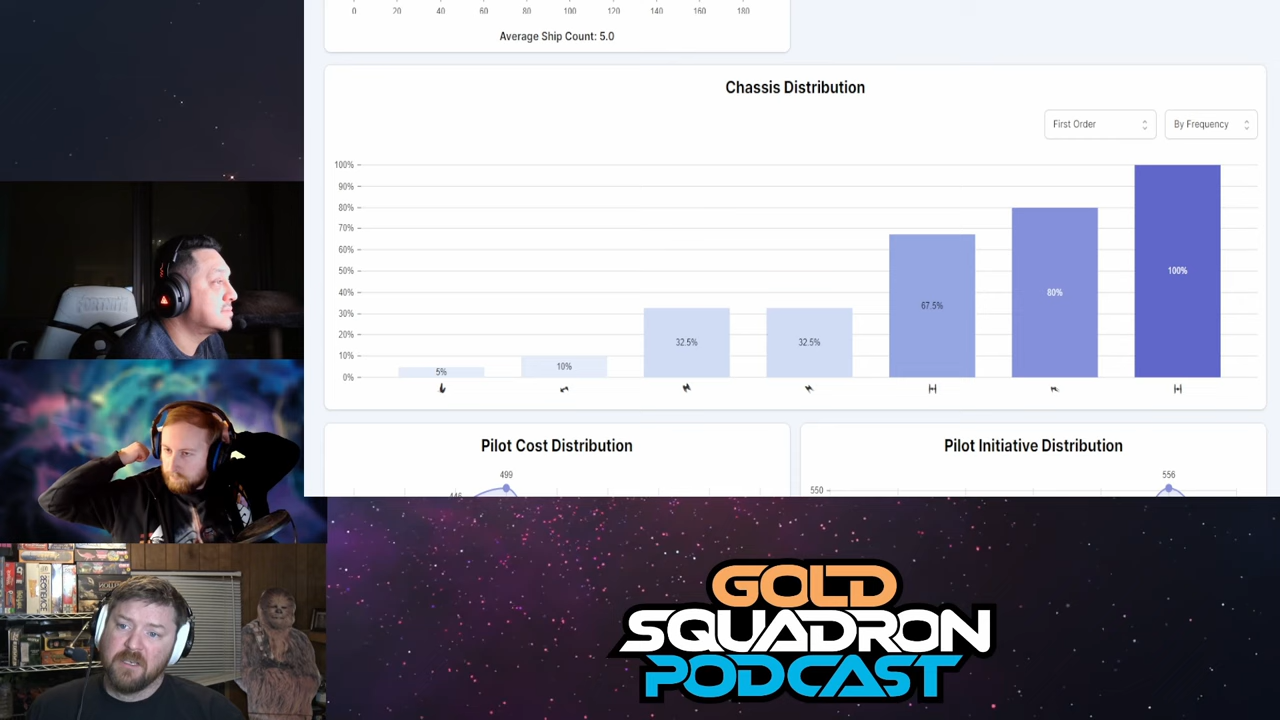 0 20 40 60 80 100 120 140 160 180
Average Ship Count: 5.0
Chassis Distribution
First Order
By Frequency
100%
90%
80%
70%
60%
50%
40%
30%
20%
10%
0%
5%
10%
32.5%
32.5%
67.5%
80%
100%
Pilot Cost Distribution
499
446
Pilot Initiative Distribution
556
550
GOLD
SQUADRON
PODCAST